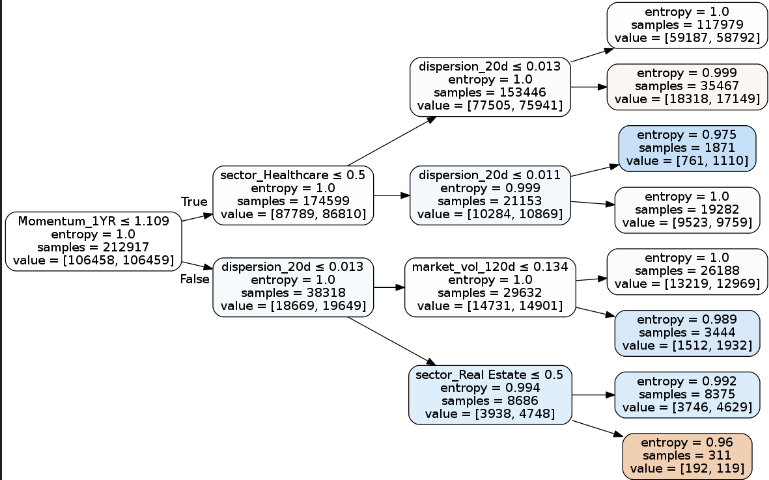 Momentum_1YR ≤ 1.109
entropy = 1.0
samples = 212917
value = [106458, 106459]
True
False
sector_Healthcare ≤ 0.5
entropy = 1.0
samples = 174599
value = [87789, 86810]
dispersion_20d ≤ 0.013
entropy = 1.0
samples = 38318
value = [18669, 19649]
dispersion_20d ≤ 0.013
entropy = 1.0
samples = 153446
value = [77505, 75941]
dispersion_20d ≤ 0.011
entropy = 0.999
samples = 21153
value = [10284, 10869]
market_vol_120d ≤ 0.134
entropy = 1.0
samples = 29632
value = [14731, 14901]
sector_Real Estate ≤ 0.5
entropy = 0.994
samples = 8686
value = [3938, 4748]
entropy = 1.0
samples = 117979
value = [59187, 58792]
entropy = 0.999
samples = 35467
value = [18318, 17149]
entropy = 0.975
samples = 1871
value = [761, 1110]
entropy = 1.0
samples = 19282
value = [9523, 9759]
entropy = 1.0
samples = 26188
value = [13219, 12969]
entropy = 0.989
samples = 3444
value = [1512, 1932]
entropy = 0.992
samples = 8375
value = [3746, 4629]
entropy = 0.96
samples = 311
value = [192, 119]